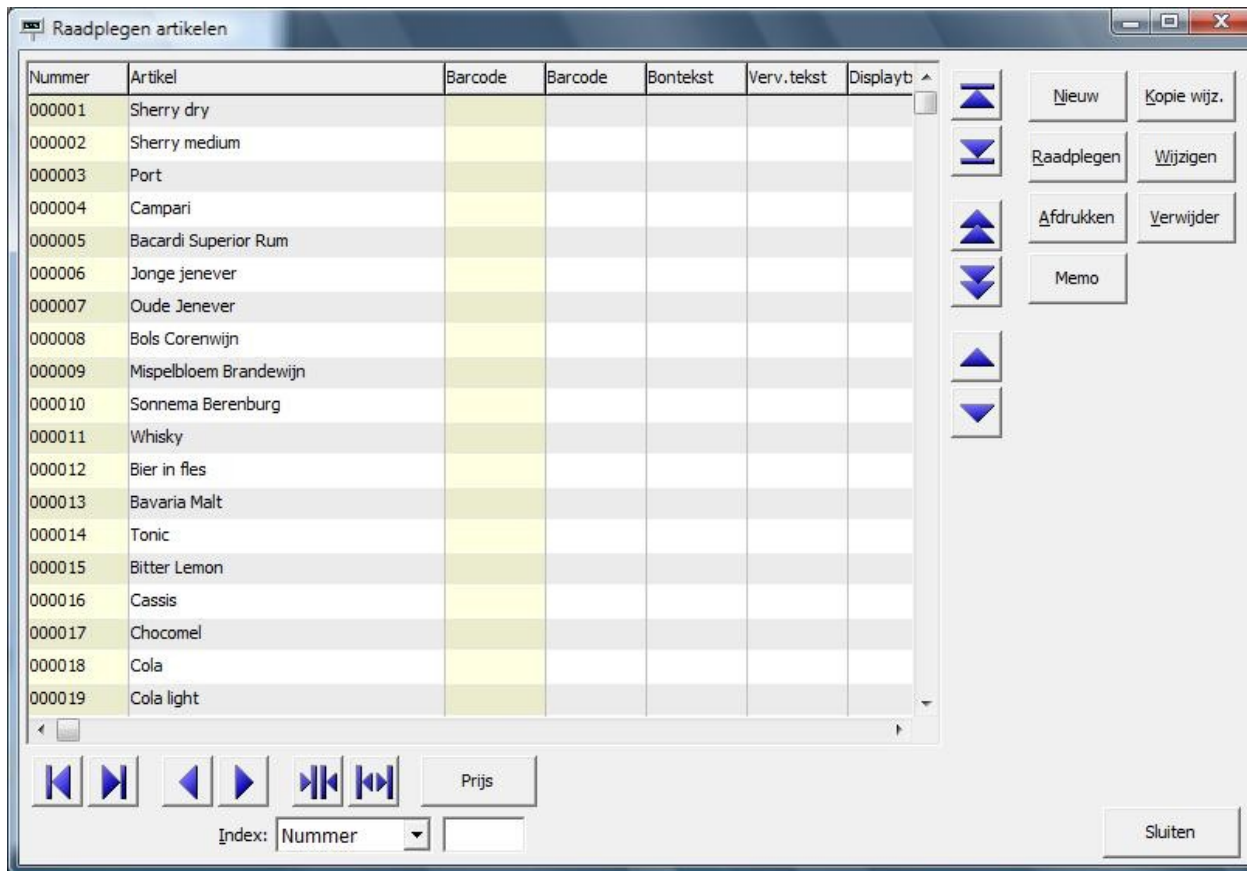 Raadplegen artikelen
Nummer Artikel Barcode Barcode Bontekst Verv.tekst Displayt
000001 Sherry dry
000002 Sherry medium
000003 Port
000004 Campari
000005 Bacardi Superior Rum
000006 Jonge jenever
000007 Oude Jenever
000008 Bols Corenwijn
000009 Mispelbloem Brandewijn
000010 Sonnema Berenburg
000011 Whisky
000012 Bier in fles
000013 Bavaria Malt
000014 Tonic
000015 Bitter Lemon
000016 Cassis
000017 Chocomel
000018 Cola
000019 Cola light
Nieuw Kopie wijz.
Raadplegen Wijzigen
Afdrukken Verwijder
Memo
Prijs
Index: Nummer
Sluiten